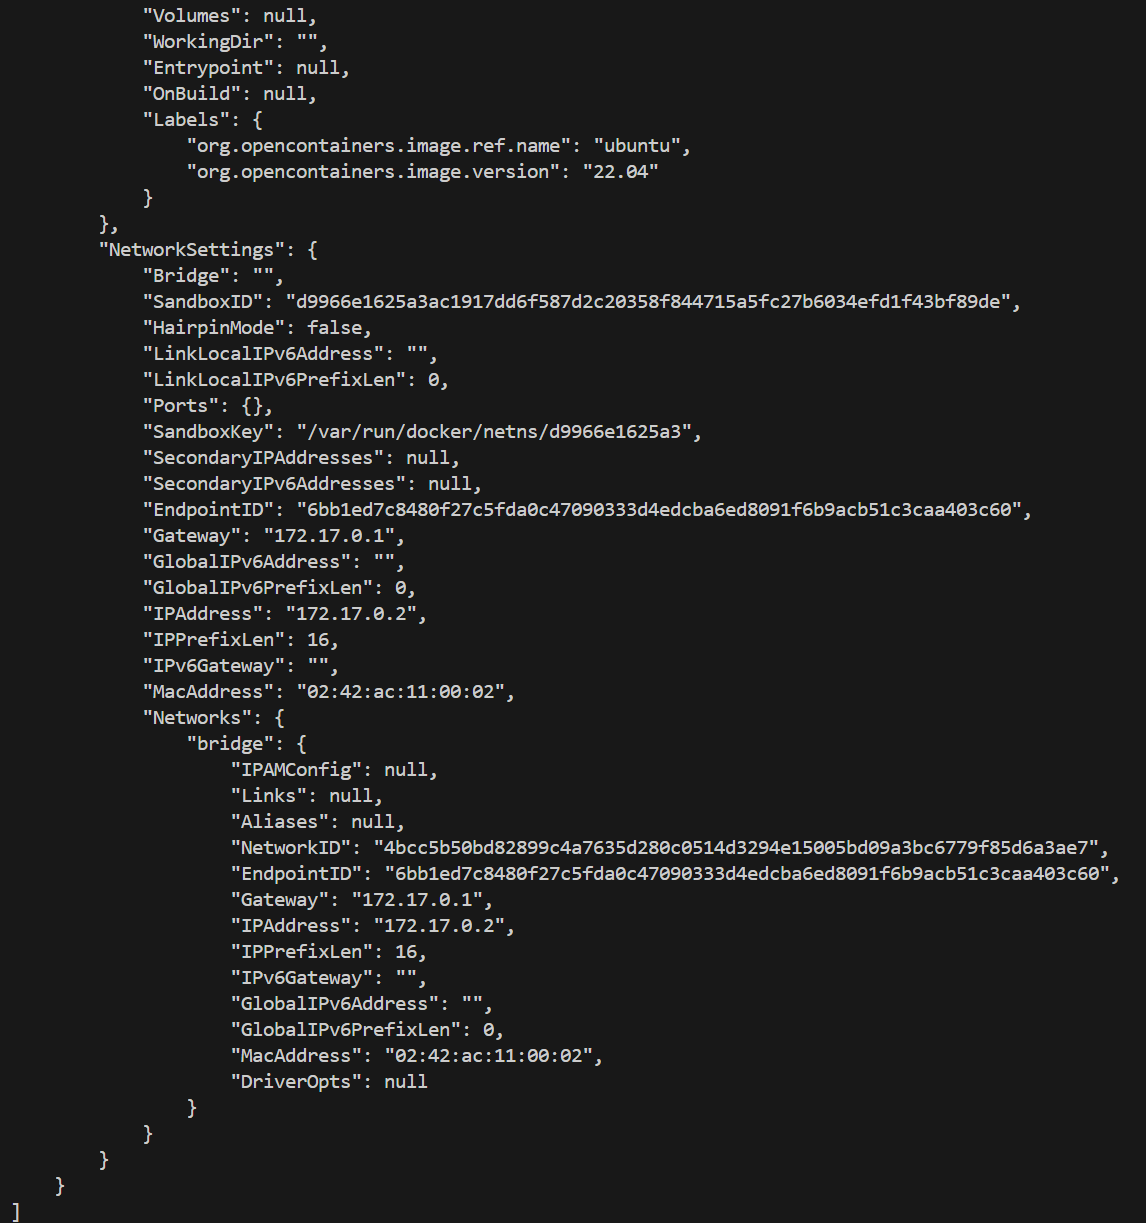 "Volumes": null,
"WorkingDir": "",
"Entrypoint": null,
"OnBuild": null,
"Labels": {
"org.opencontainers.image.ref.name": "ubuntu",
"org.opencontainers.image.version": "22.04"
}
},
"NetworkSettings": {
"Bridge": "",
"SandboxID": "d9966e1625a3ac1917dd6f587d2c20358f844715a5fc27b6034efd1f43bf89de",
"HairpinMode": false,
"LinkLocalIPv6Address": "",
"LinkLocalIPv6PrefixLen": 0,
"Ports": {},
"SandboxKey": "/var/run/docker/netns/d9966e1625a3",
"SecondaryIPAddresses": null,
"SecondaryIPv6Addresses": null,
"EndpointID": "6bb1ed7c8480f27c5fda0c47090333d4edcba6ed8091f6b9acb51c3caa403c60",
"Gateway": "172.17.0.1",
"GlobalIPv6Address": "",
"GlobalIPv6PrefixLen": 0,
"IPAddress": "172.17.0.2",
"IPPrefixLen": 16,
"IPv6Gateway": "",
"MacAddress": "02:42:ac:11:00:02",
"Networks": {
"bridge": {
"IPAMConfig": null,
"Links": null,
"Aliases": null,
"NetworkID": "4bcc5b50bd82899c4a7635d280c0514d3294e15005bd09a3bc6779f85d6a3ae7",
"EndpointID": "6bb1ed7c8480f27c5fda0c47090333d4edcba6ed8091f6b9acb51c3caa403c60",
"Gateway": "172.17.0.1",
"IPAddress": "172.17.0.2",
"IPPrefixLen": 16,
"IPv6Gateway": "",
"GlobalIPv6Address": "",
"GlobalIPv6PrefixLen": 0,
"MacAddress": "02:42:ac:11:00:02",
"DriverOpts": null
}
}
}
}
]